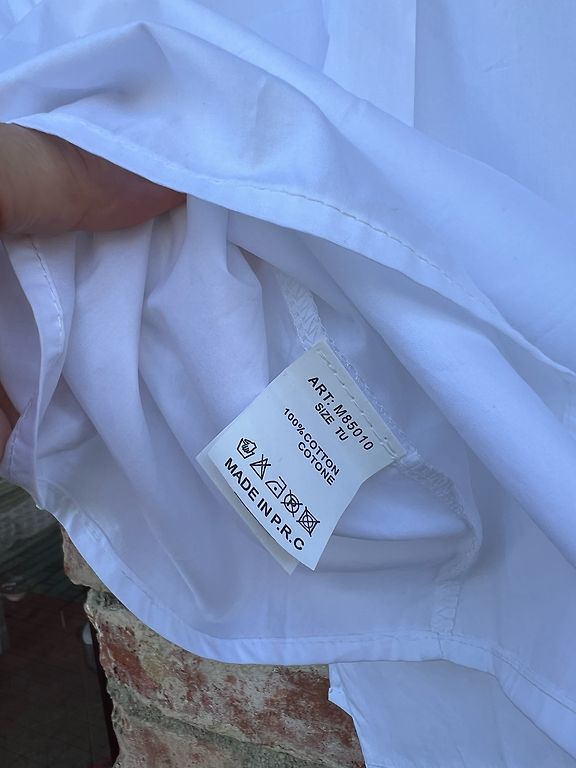 ART: M85010
SIZE TU
100% COTTON
COTONE
MADE IN P.R.C